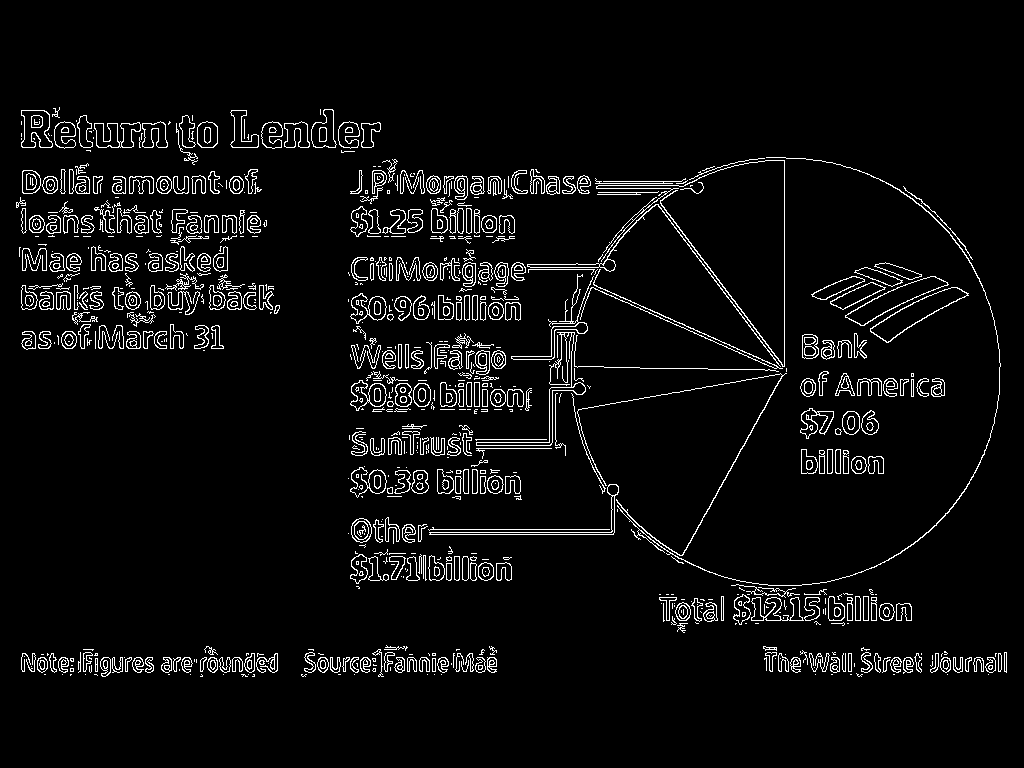 Return to Lender
Dollar amount of
loans that Fannie
Mae has asked
banks to buy back,
as of March 31
J.P. Morgan Chase
$1.25 billion
CitiMortgage
$0.96 billion
Wells Fargo
$0.80 billion
SunTrust
$0.38 billion
Other
$1.71 billion
Bank
of America
$7.06
billion
Total $12.15 billion
Note: Figures are rounded Source: Fannie Mae
The Wall Street Journal